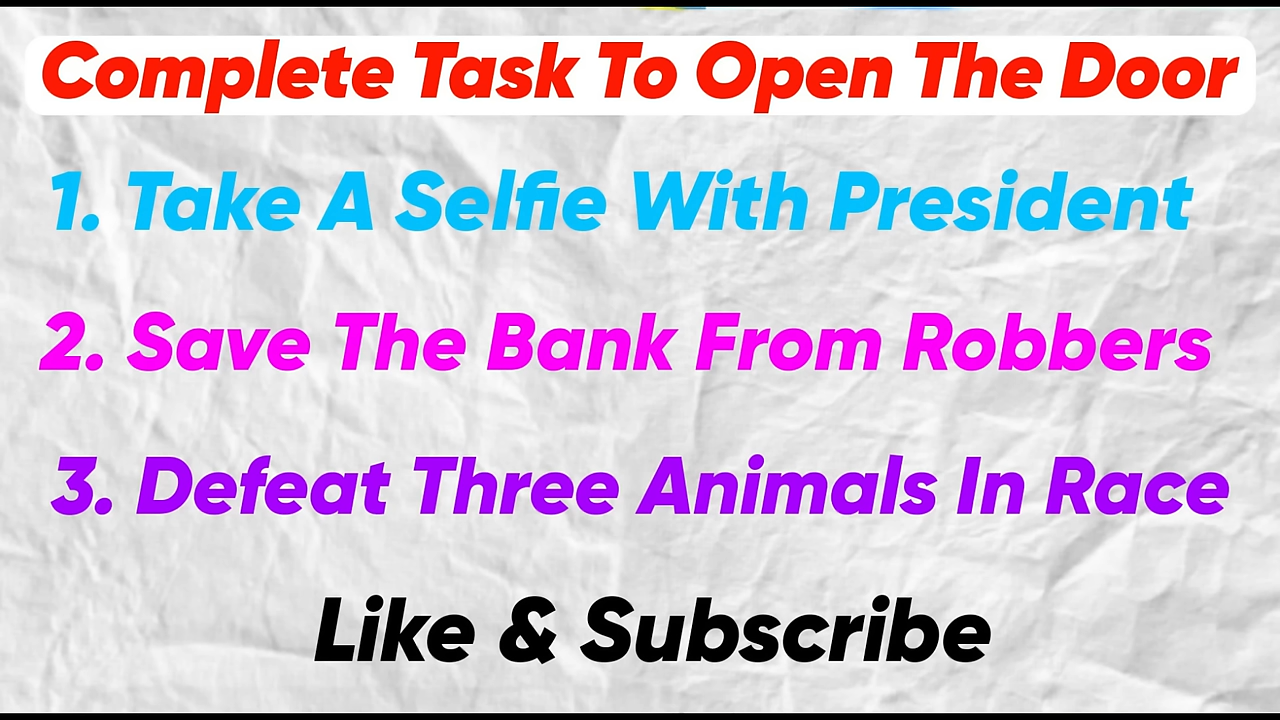 Complete Task To Open The Door
1. Take A Selfie With President
2. Save The Bank From Robbers
3. Defeat Three Animals In Race
Like & Subscribe